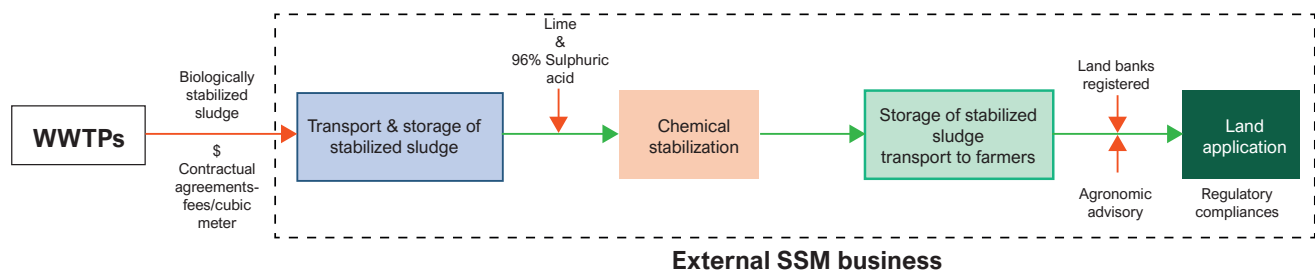 WWTPs
Biologically
stabilized
sludge
$
Contractual
agreements-
fees/cubic
meter
Transport & storage of
stabilized sludge
Lime
&
96% Sulphuric
acid
Chemical
stabilization
Storage of stabilized
sludge
transport to farmers
Land banks
registered
Agronomic
advisory
Land
application
Regulatory
compliances
External SSM business